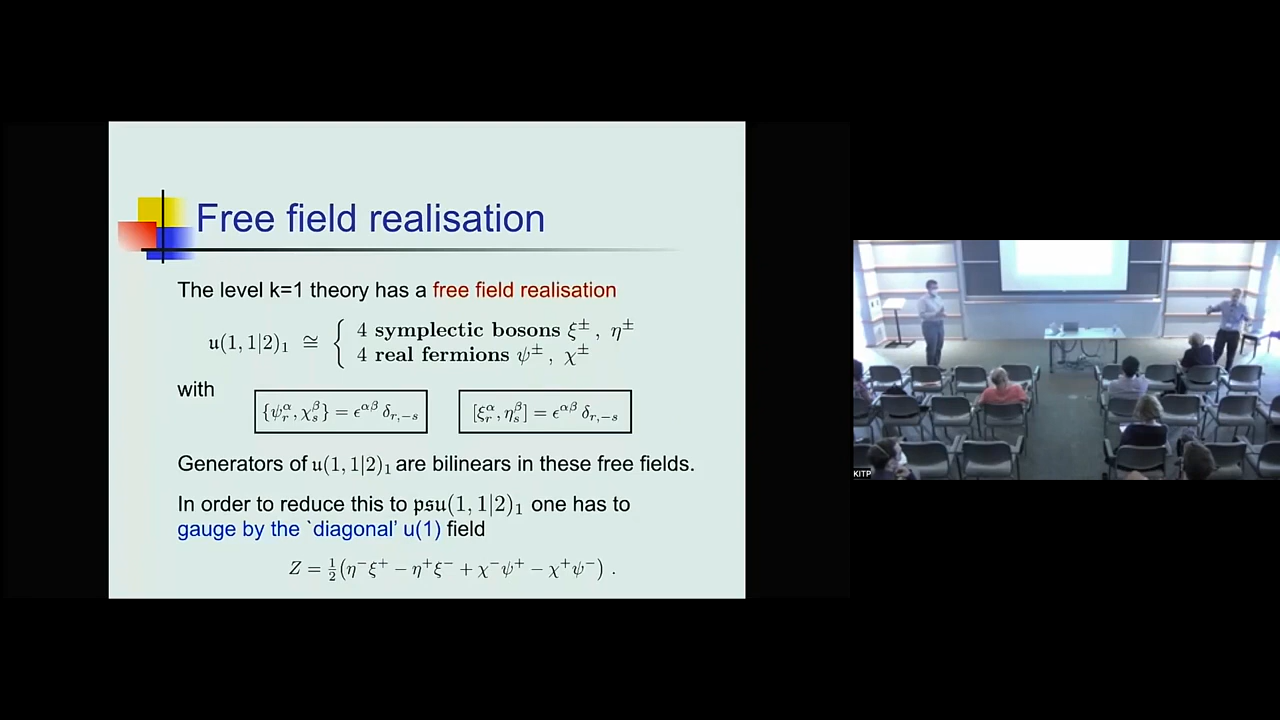 Free field realisation
The level k=1 theory has a free field realisation
𝔲(1,1|2)₁ ≅ { 4 symplectic bosons ξ^±, η^±
4 real fermions ψ^±, χ^±
with
{ψ^α_r, χ^β_s} = ε^{αβ} δ_{r,−s}
[ξ^α_r, η^β_s] = ε^{αβ} δ_{r,−s}
Generators of 𝔲(1,1|2)₁ are bilinears in these free fields.
In order to reduce this to 𝔭𝔰𝔲(1,1|2)₁ one has to
gauge by the `diagonal' u(1) field
Z = ½(η⁻ξ⁺ − η⁺ξ⁻ + χ⁻ψ⁺ − χ⁺ψ⁻) .
KITP